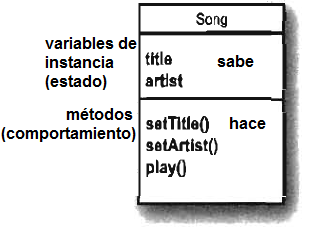 Song
variables de
instancia
(estado)
title
artist
sabe
métodos
(comportamiento)
setTitle()
setArtist()
play()
hace